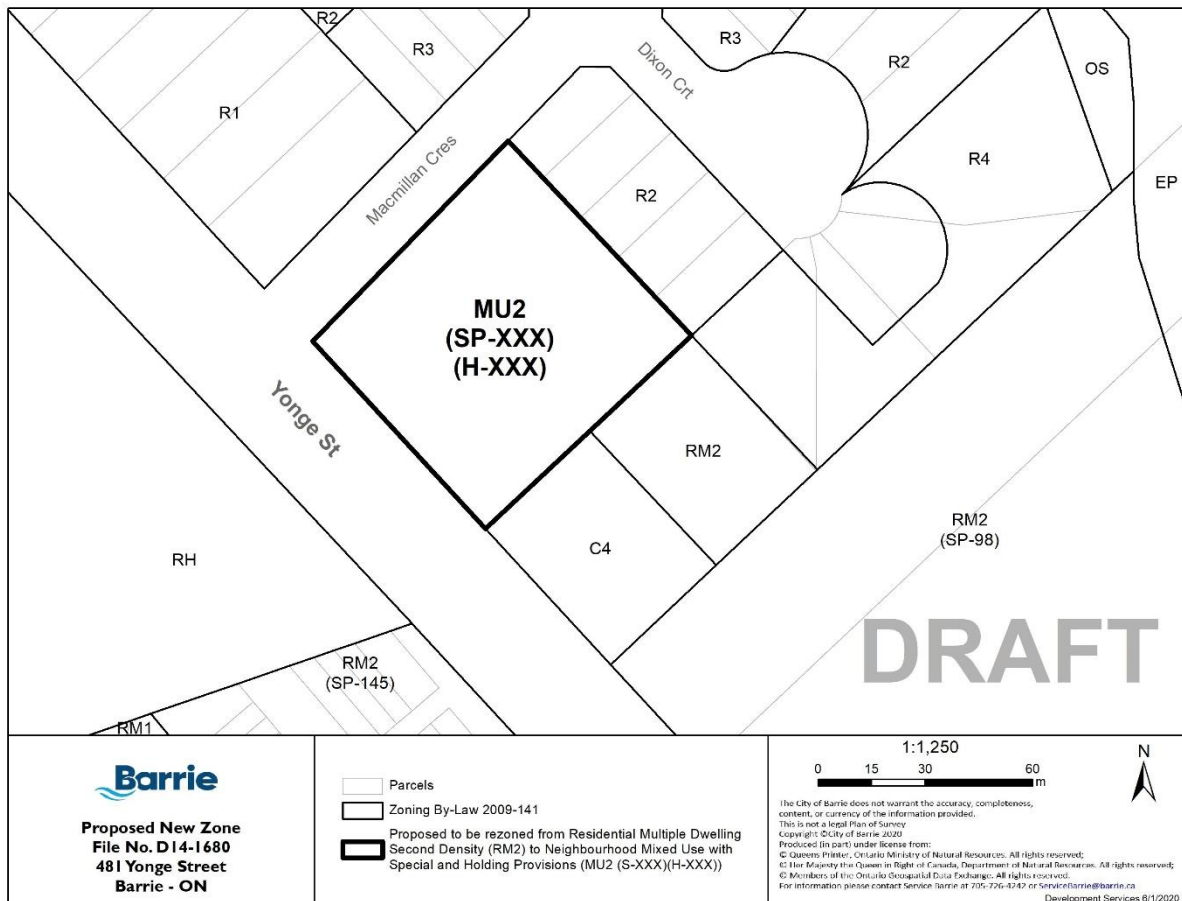 R2
R3
R1
Macmillan Cres
Dixon Crt
R3
R2
OS
R4
EP
R2
MU2
(SP-XXX)
(H-XXX)
Yonge St
RM2
C4
RM2
(SP-98)
RH
RM2
(SP-145)
RM1
DRAFT
Barrie
Proposed New Zone
File No. D14-1680
481 Yonge Street
Barrie - ON
Parcels
Zoning By-Law 2009-141
Proposed to be rezoned from Residential Multiple Dwelling
Second Density (RM2) to Neighbourhood Mixed Use with
Special and Holding Provisions (MU2 (S-XXX)(H-XXX))
1:1,250
0 15 30 60
m
N
The City of Barrie does not warrant the accuracy, completeness,
content, or currency of the information provided.
This is not a legal Plan of Survey
Copyright ©City of Barrie 2020
Produced (in part) under license from:
© Queens Printer, Ontario Ministry of Natural Resources. All rights reserved;
© Her Majesty the Queen in Right of Canada, Department of Natural Resources. All rights reserved;
© Members of the Ontario Geospatial Data Exchange. All rights reserved.
For information please contact Service Barrie at 705-726-4242 or ServiceBarrie@barrie.ca
Development Services 6/1/2020